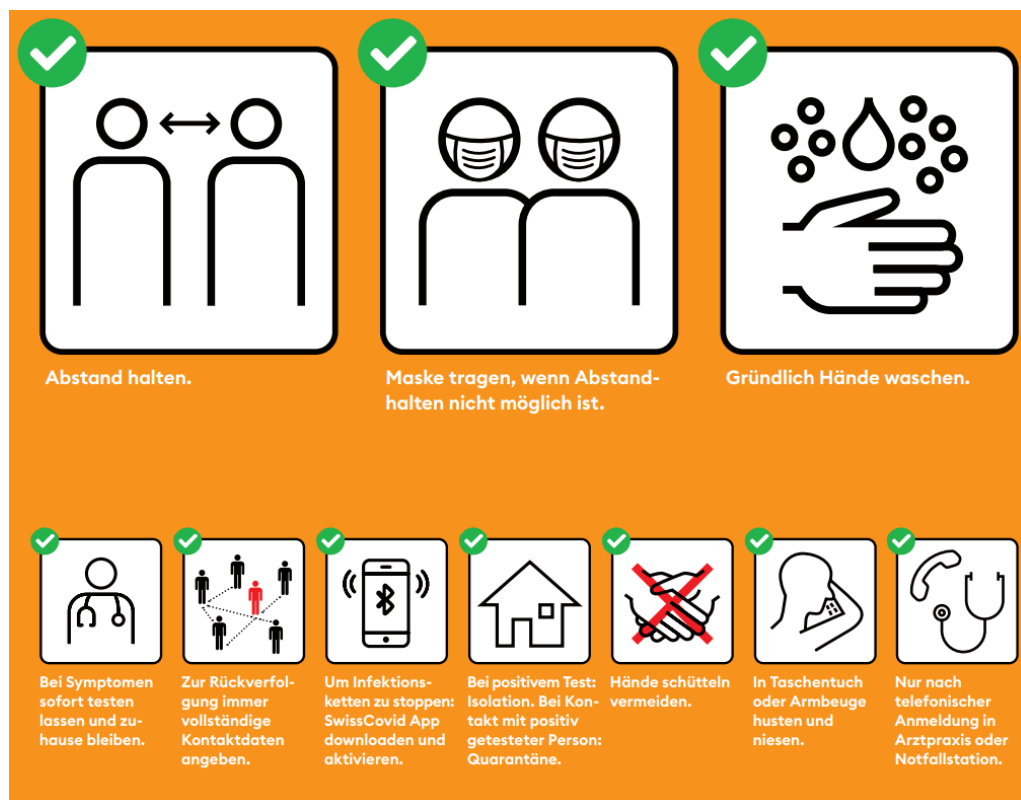 Abstand halten.
Maske tragen, wenn Abstand-
halten nicht möglich ist.
Gründlich Hände waschen.
Bei Symptomen
sofort testen
lassen und zu-
hause bleiben.
Zur Rückverfol-
gung immer
vollständige
Kontaktdaten
angeben.
Um Infektions-
ketten zu stoppen:
SwissCovid App
downloaden und
aktivieren.
Bei positivem Test:
Isolation. Bei Kon-
takt mit positiv
getesteter Person:
Quarantäne.
Hände schütteln
vermeiden.
In Taschentuch
oder Armbeuge
husten und
niesen.
Nur nach
telefonischer
Anmeldung in
Arztpraxis oder
Notfallstation.